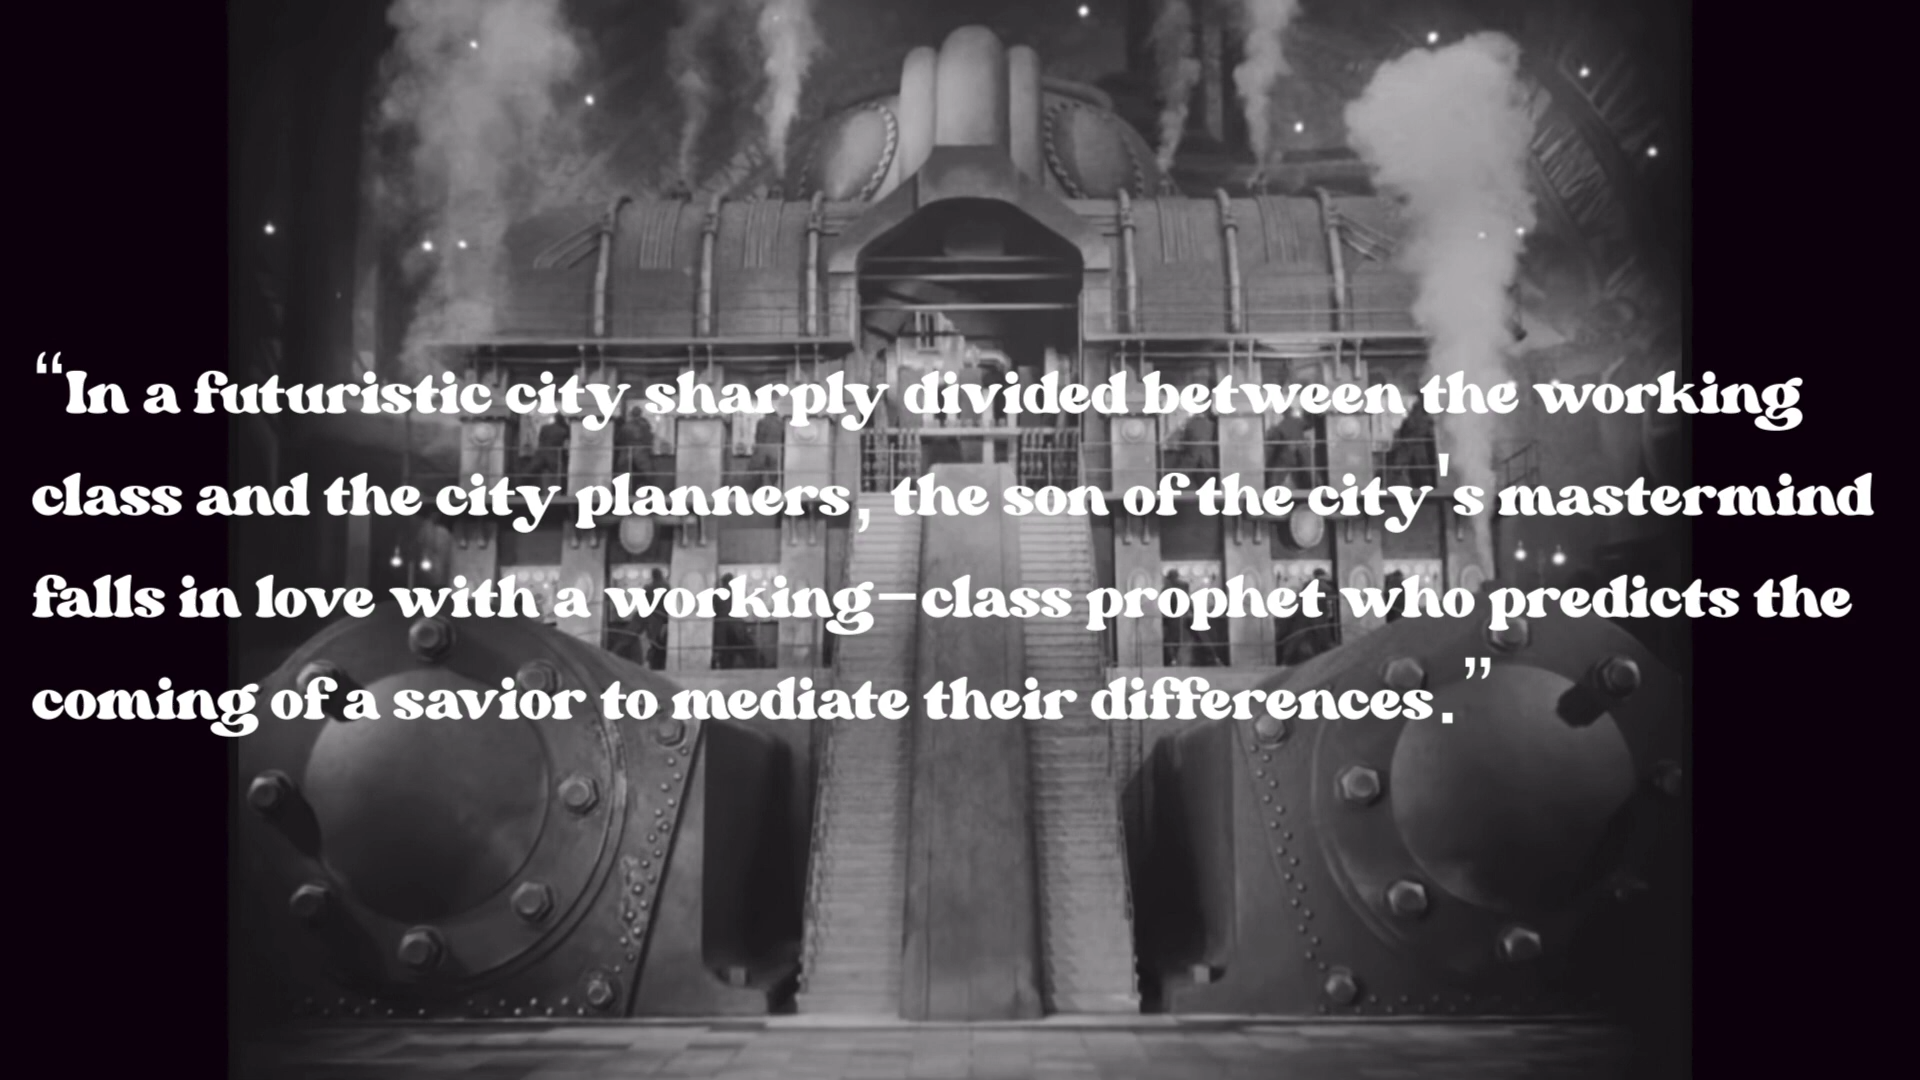 “In a futuristic city sharply divided between the working
class and the city planners, the son of the city's mastermind
falls in love with a working-class prophet who predicts the
coming of a savior to mediate their differences.”